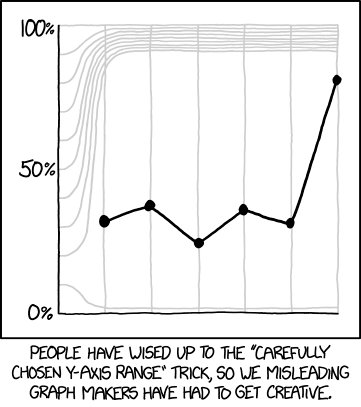 100%
50%
0%
PEOPLE HAVE WISED UP TO THE "CAREFULLY
CHOSEN Y-AXIS RANGE" TRICK, SO WE MISLEADING
GRAPH MAKERS HAVE HAD TO GET CREATIVE.